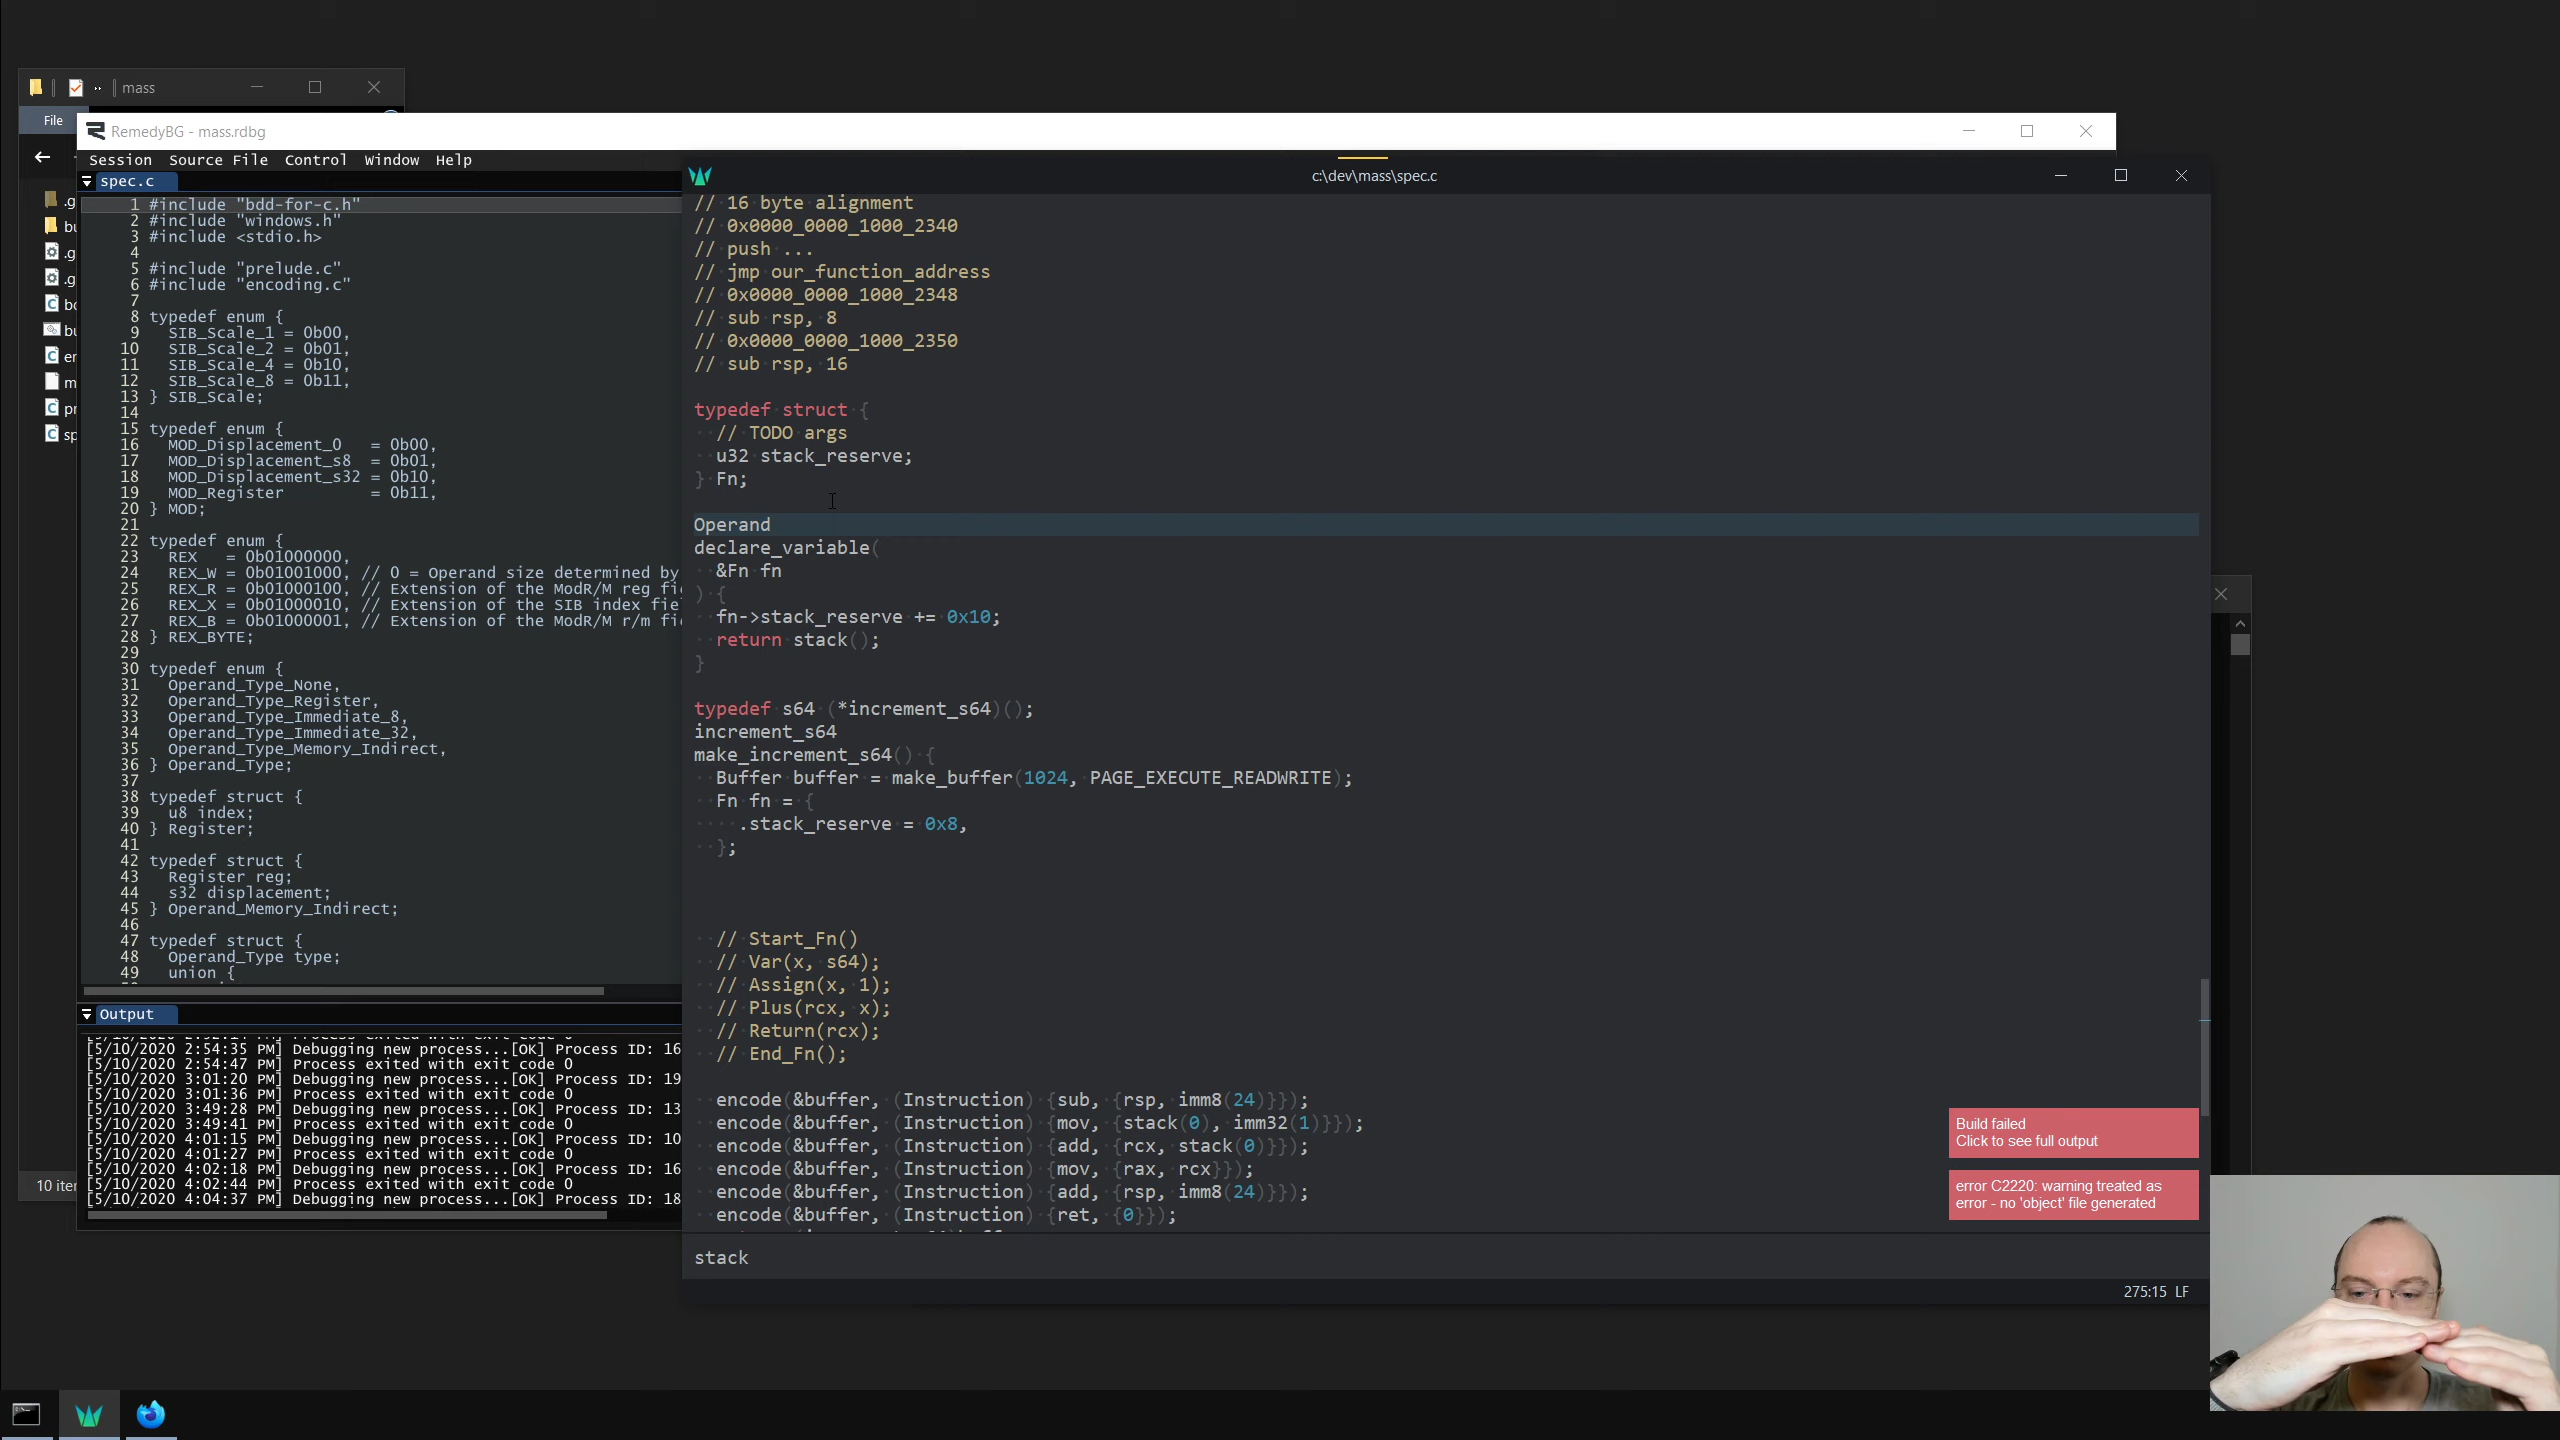 mass
File
RemedyBG - mass.rdbg
Session Source File Control Window Help
spec.c
1 #include "bdd-for-c.h"
2 #include "windows.h"
3 #include <stdio.h>
4
5 #include "prelude.c"
6 #include "encoding.c"
7
8 typedef enum {
9 SIB_Scale_1 = 0b00,
10 SIB_Scale_2 = 0b01,
11 SIB_Scale_4 = 0b10,
12 SIB_Scale_8 = 0b11,
13 } SIB_Scale;
14
15 typedef enum {
16 MOD_Displacement_0 = 0b00,
17 MOD_Displacement_s8 = 0b01,
18 MOD_Displacement_s32 = 0b10,
19 MOD_Register = 0b11,
20 } MOD;
21
22 typedef enum {
23 REX = 0b01000000,
24 REX_W = 0b01001000, // 0 = Operand size determined by
25 REX_R = 0b01000100, // Extension of the ModR/M reg fi
26 REX_X = 0b01000010, // Extension of the SIB index fie
27 REX_B = 0b01000001, // Extension of the ModR/M r/m fi
28 } REX_BYTE;
29
30 typedef enum {
31 Operand_Type_None,
32 Operand_Type_Register,
33 Operand_Type_Immediate_8,
34 Operand_Type_Immediate_32,
35 Operand_Type_Memory_Indirect,
36 } Operand_Type;
37
38 typedef struct {
39 u8 index;
40 } Register;
41
42 typedef struct {
43 Register reg;
44 s32 displacement;
45 } Operand_Memory_Indirect;
46
47 typedef struct {
48 Operand_Type type;
49 union {
Output
[5/10/2020 2:54:35 PM] Debugging new process...[OK] Process ID: 16
[5/10/2020 2:54:47 PM] Process exited with exit code 0
[5/10/2020 3:01:20 PM] Debugging new process...[OK] Process ID: 19
[5/10/2020 3:01:36 PM] Process exited with exit code 0
[5/10/2020 3:49:28 PM] Debugging new process...[OK] Process ID: 13
[5/10/2020 3:49:41 PM] Process exited with exit code 0
[5/10/2020 4:01:15 PM] Debugging new process...[OK] Process ID: 10
[5/10/2020 4:01:27 PM] Process exited with exit code 0
[5/10/2020 4:02:18 PM] Debugging new process...[OK] Process ID: 16
[5/10/2020 4:02:44 PM] Process exited with exit code 0
[5/10/2020 4:04:37 PM] Debugging new process...[OK] Process ID: 18
10 iter
c:\dev\mass\spec.c
// 16 byte alignment
// 0x0000_0000_1000_2340
// push ...
// jmp our_function_address
// 0x0000_0000_1000_2348
// sub rsp, 8
// 0x0000_0000_1000_2350
// sub rsp, 16
typedef struct {
// TODO args
u32 stack_reserve;
} Fn;
Operand
declare_variable(
&Fn fn
) {
fn->stack_reserve += 0x10;
return stack();
}
typedef s64 (*increment_s64)();
increment_s64
make_increment_s64() {
Buffer buffer = make_buffer(1024, PAGE_EXECUTE_READWRITE);
Fn fn = {
.stack_reserve = 0x8,
};
// Start_Fn()
// Var(x, s64);
// Assign(x, 1);
// Plus(rcx, x);
// Return(rcx);
// End_Fn();
encode(&buffer, (Instruction) {sub, {rsp, imm8(24)}});
encode(&buffer, (Instruction) {mov, {stack(0), imm32(1)}});
encode(&buffer, (Instruction) {add, {rcx, stack(0)}});
encode(&buffer, (Instruction) {mov, {rax, rcx}});
encode(&buffer, (Instruction) {add, {rsp, imm8(24)}});
encode(&buffer, (Instruction) {ret, {0}});
Build failed
Click to see full output
error C2220: warning treated as
error - no 'object' file generated
stack
275:15 LF